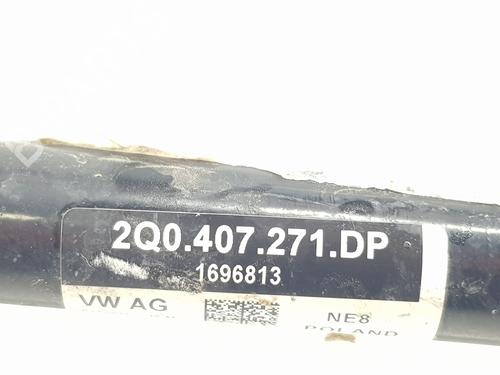 2Q0.407.271.DP
1696813
VW AG
NE8
POLAND